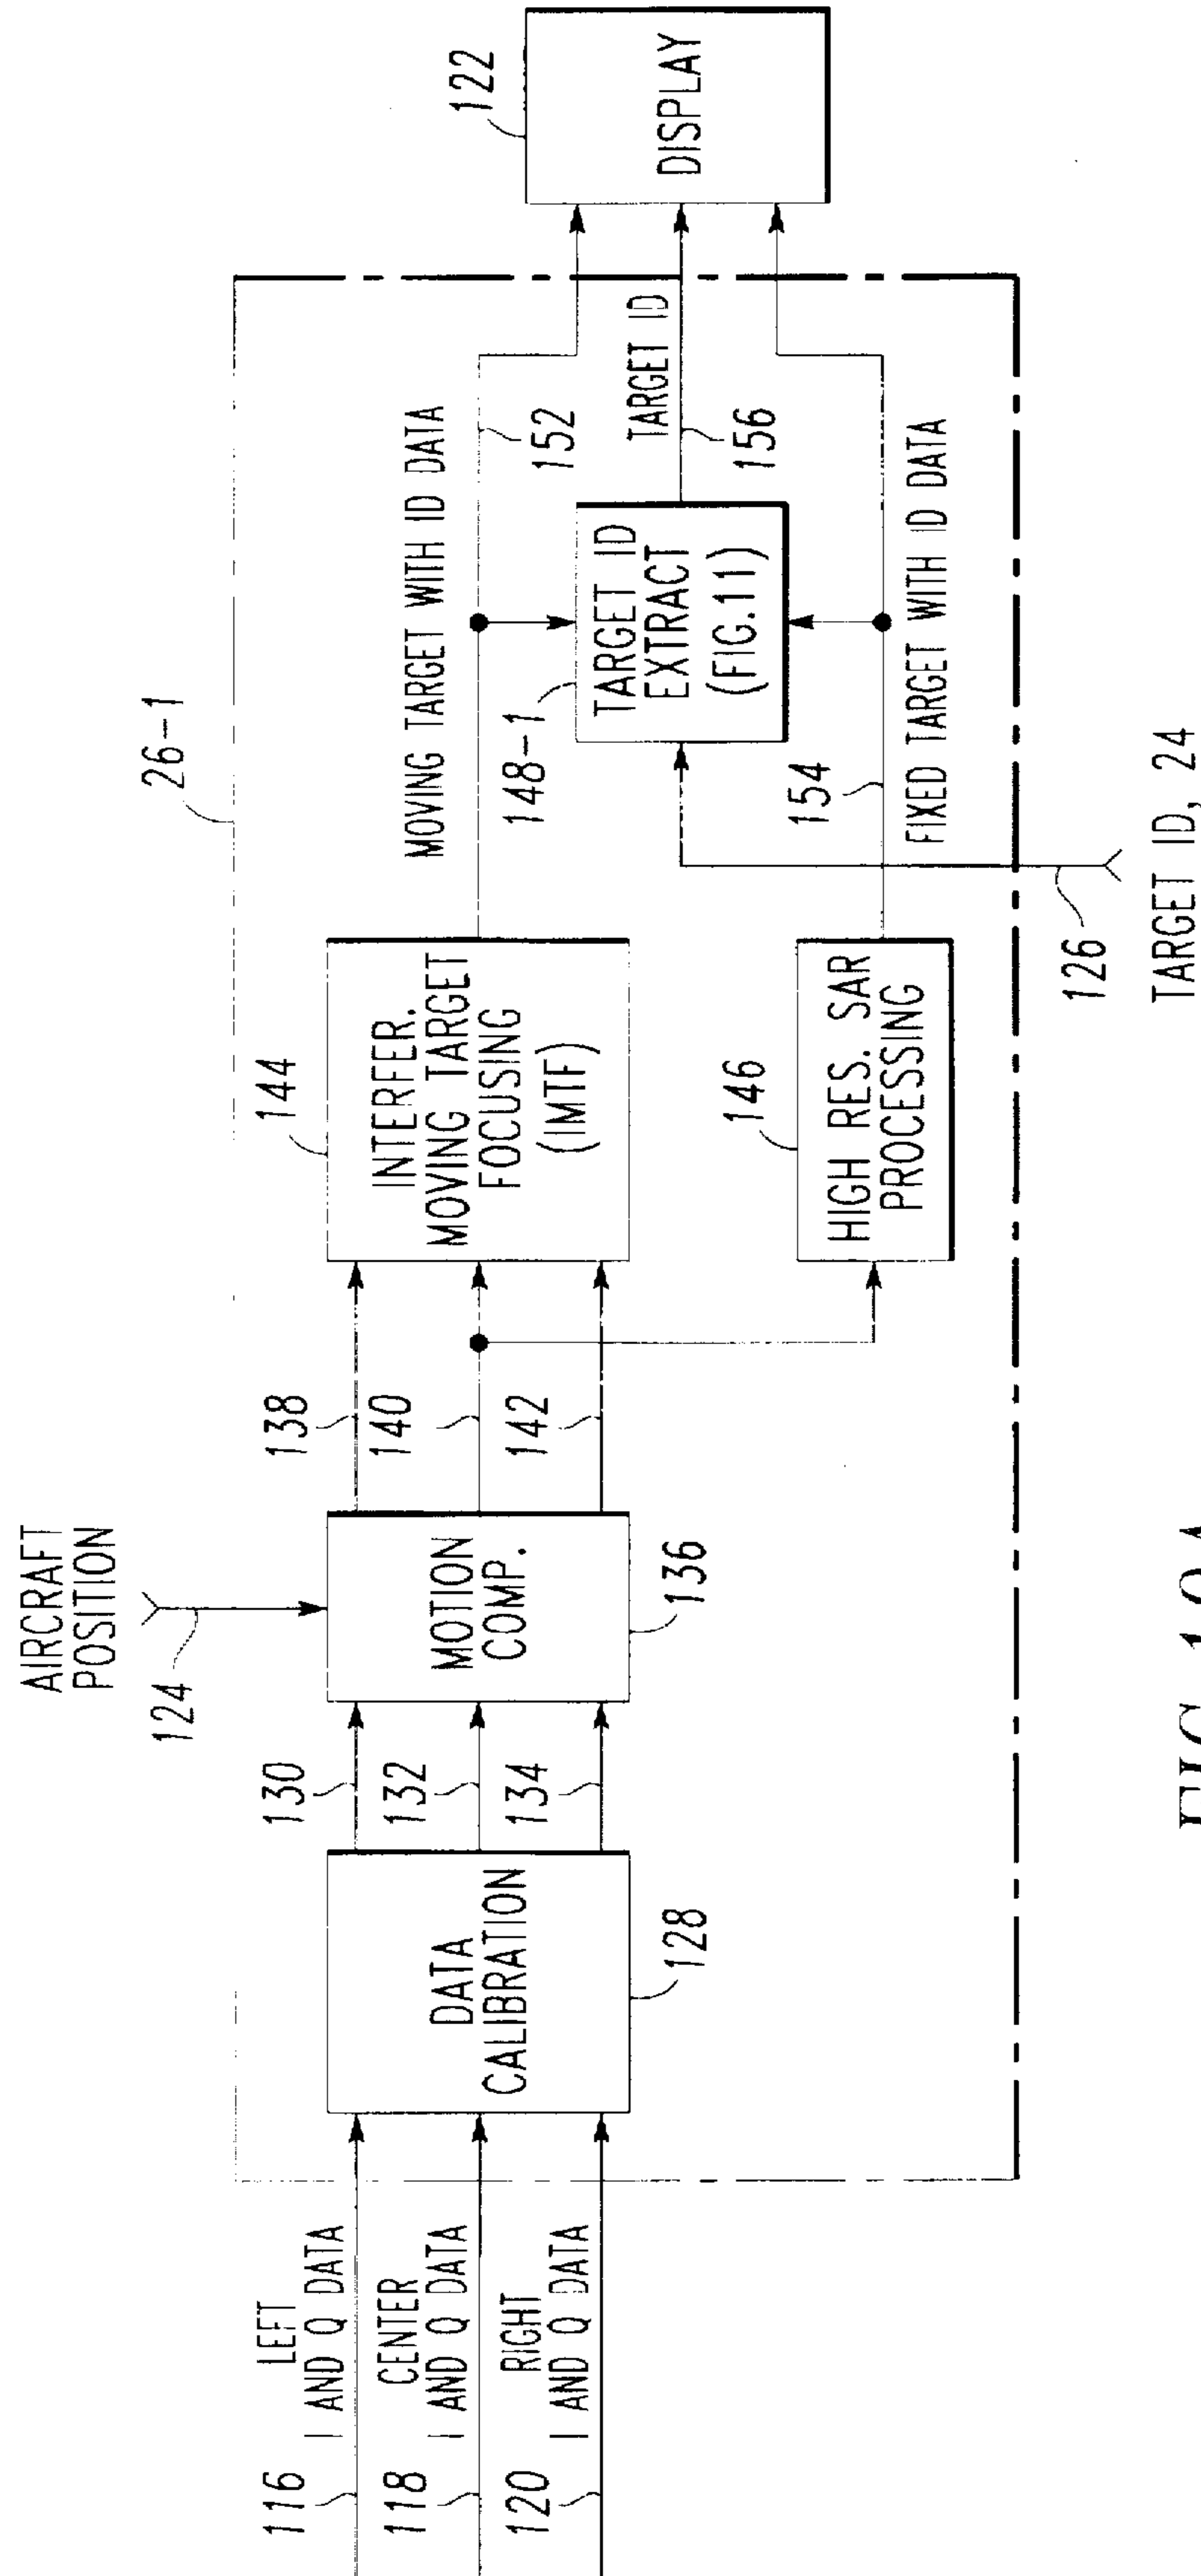 LEFT
I AND Q DATA
116
CENTER
I AND Q DATA
118
RIGHT
I AND Q DATA
120
DATA
CALIBRATION
128
130
132
134
AIRCRAFT
POSITION
124
MOTION
COMP.
136
138
140
142
26-1
144
INTERFER.
MOVING TARGET
FOCUSING
(IMTF)
146
HIGH RES. SAR
PROCESSING
MOVING TARGET WITH ID DATA
152
148-1
TARGET ID
EXTRACT
(FIG.11)
TARGET ID
156
154
FIXED TARGET WITH ID DATA
126
TARGET ID, 24
122
DISPLAY